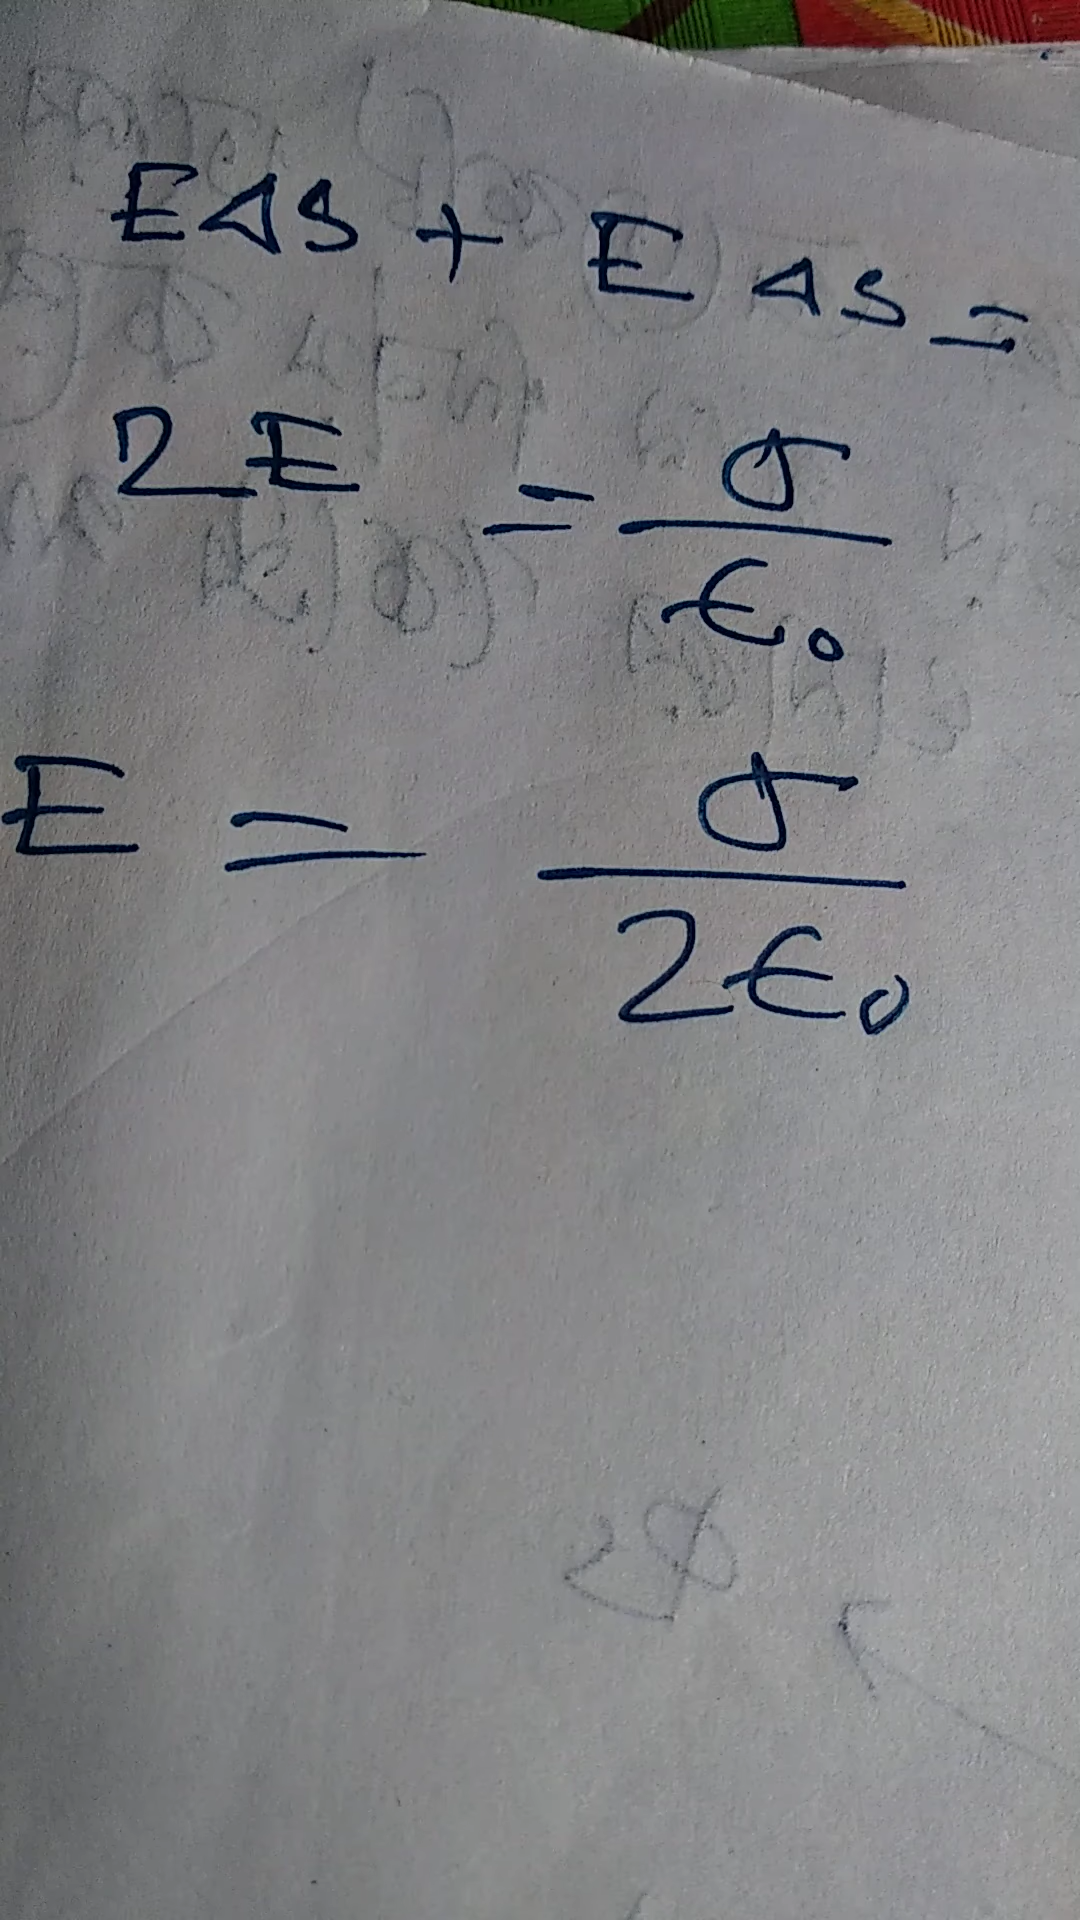 EΔS + EΔS =
2E = σ/ϵ₀
E = σ/2ϵ₀